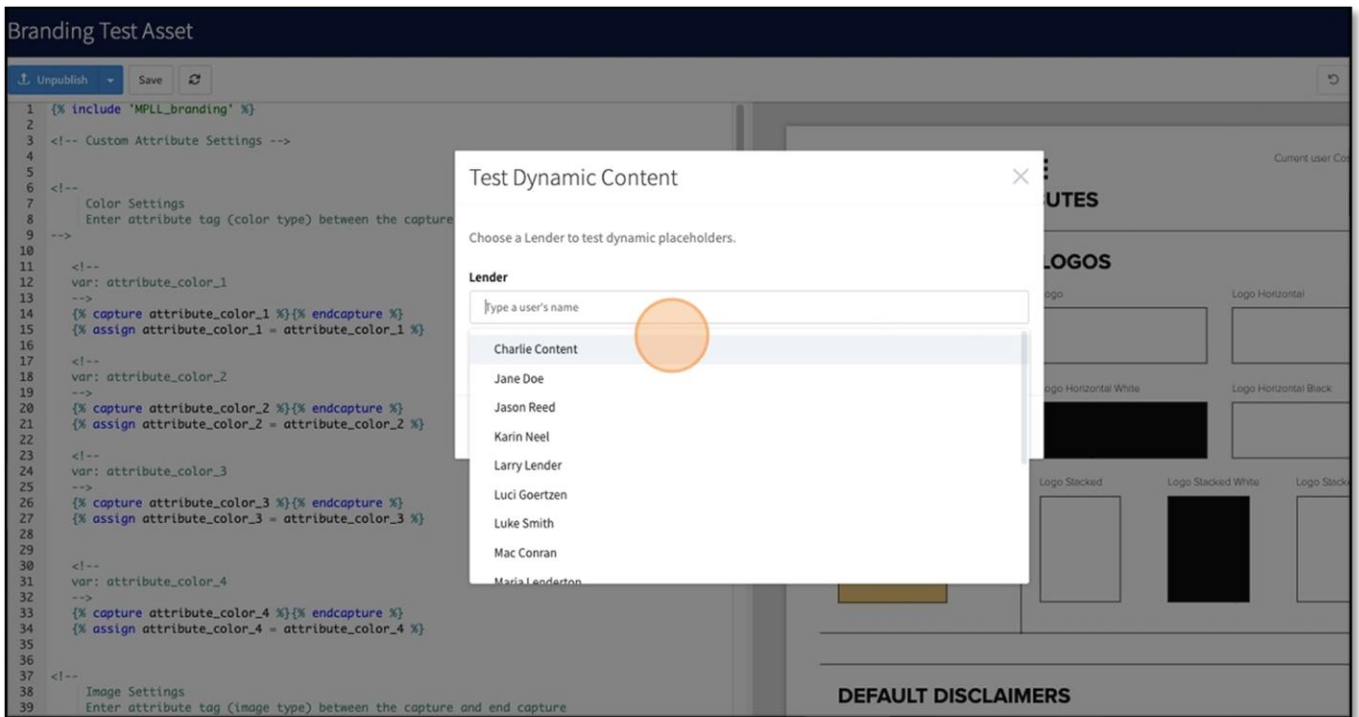 Branding Test Asset
Unpublish
Save
1 {% include 'MPLL_branding' %}
2
3 <!-- Custom Attribute Settings -->
4
5
6 <!--
7 Color Settings
8 Enter attribute tag (color type) between the capture
9 -->
10
11 <!--
12 var: attribute_color_1
13 -->
14 {% capture attribute_color_1 %}{% endcapture %}
15 {% assign attribute_color_1 = attribute_color_1 %}
16
17 <!--
18 var: attribute_color_2
19 -->
20 {% capture attribute_color_2 %}{% endcapture %}
21 {% assign attribute_color_2 = attribute_color_2 %}
22
23 <!--
24 var: attribute_color_3
25 -->
26 {% capture attribute_color_3 %}{% endcapture %}
27 {% assign attribute_color_3 = attribute_color_3 %}
28
29
30 <!--
31 var: attribute_color_4
32 -->
33 {% capture attribute_color_4 %}{% endcapture %}
34 {% assign attribute_color_4 = attribute_color_4 %}
35
36
37 <!--
38 Image Settings
39 Enter attribute tag (image type) between the capture and end capture
Test Dynamic Content
Choose a Lender to test dynamic placeholders.
Lender
Type a user's name
Charlie Content
Jane Doe
Jason Reed
Karin Neel
Larry Lender
Luci Goertzen
Luke Smith
Mac Conran
Maria Lenderton
Current user
UTES
LOGOS
ogo Logo Horizontal
ogo Horizontal White Logo Horizontal Black
Logo Stacked Logo Stacked White Logo
DEFAULT DISCLAIMERS